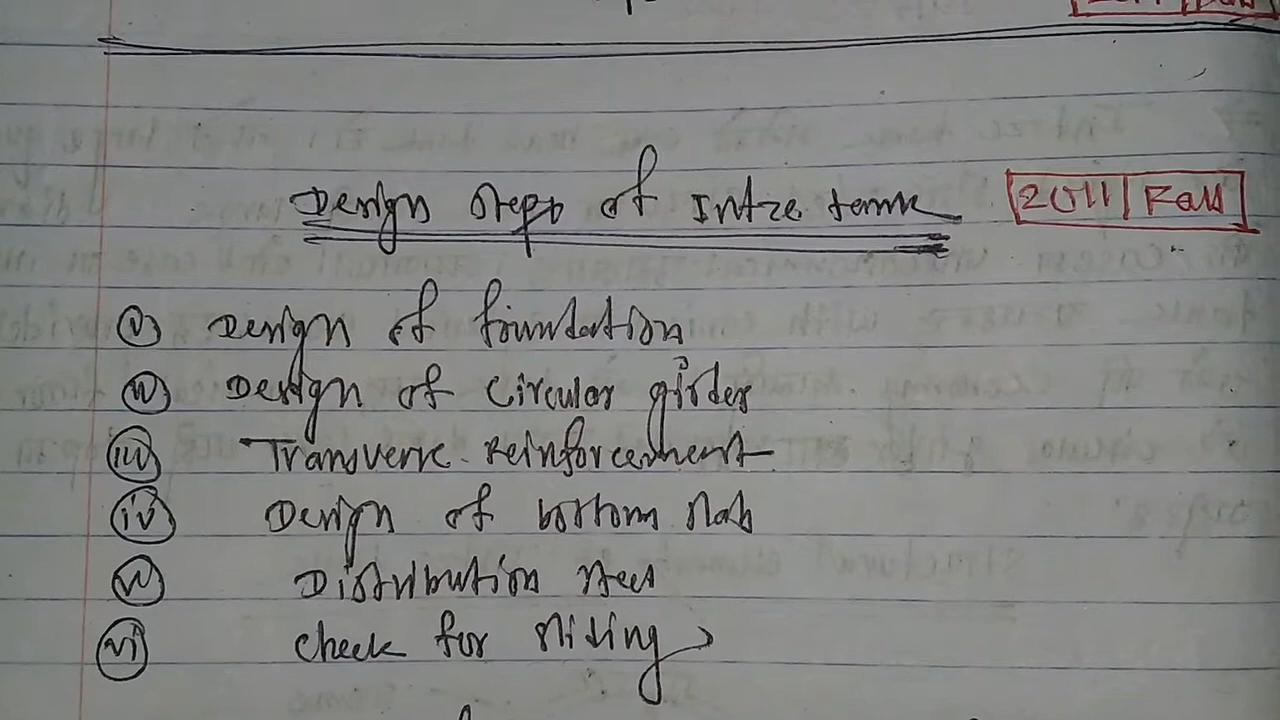 Design steps of Intze tank 2011 | Fall
(i) Design of foundation
(ii) Design of circular girder
(iii) Transverse reinforcement
(iv) Design of bottom slab
(v) Distribution steel
(vi) check for sliding